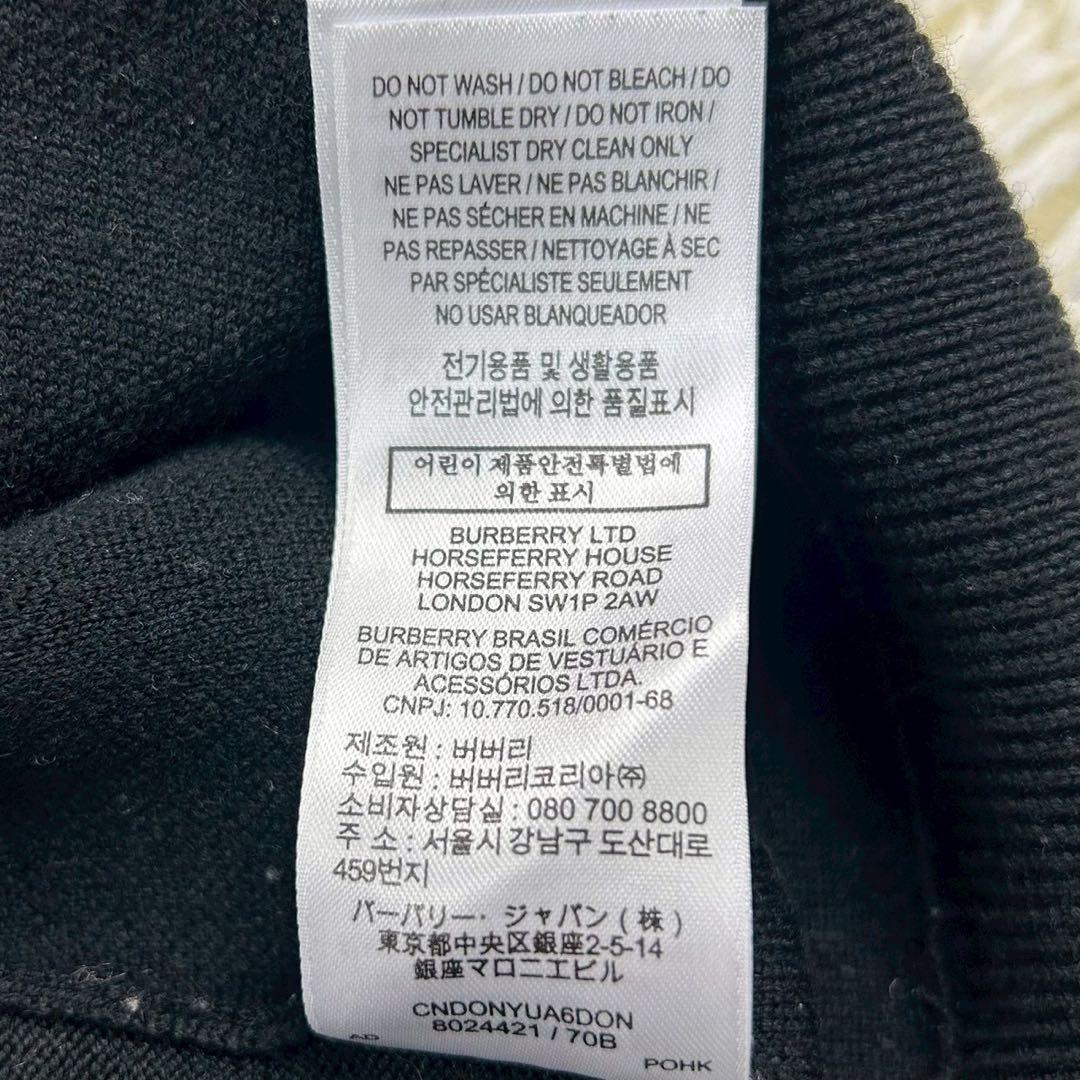 DO NOT WASH / DO NOT BLEACH / DO
NOT TUMBLE DRY / DO NOT IRON /
SPECIALIST DRY CLEAN ONLY
NE PAS LAVER / NE PAS BLANCHIR /
NE PAS SÉCHER EN MACHINE / NE
PAS REPASSER / NETTOYAGE À SEC
PAR SPÉCIALISTE SEULEMENT
NO USAR BLANQUEADOR
전기용품 및 생활용품
안전관리법에 의한 품질표시
어린이 제품안전특별법에
의한 표시
BURBERRY LTD
HORSEFERRY HOUSE
HORSEFERRY ROAD
LONDON SW1P 2AW
BURBERRY BRASIL COMÉRCIO
DE ARTIGOS DE VESTUÁRIO E
ACESSÓRIOS LTDA.
CNPJ: 10.770.518/0001-68
제조원 : 버버리
수입원 : 버버리코리아㈜
소비자상담실 : 080 700 8800
주 소 : 서울시 강남구 도산대로
459번지
バーバリー・ジャパン(株)
東京都中央区銀座2-5-14
銀座マロニエビル
CNDONYUA6DON
8024421 / 70B
AD
POHK